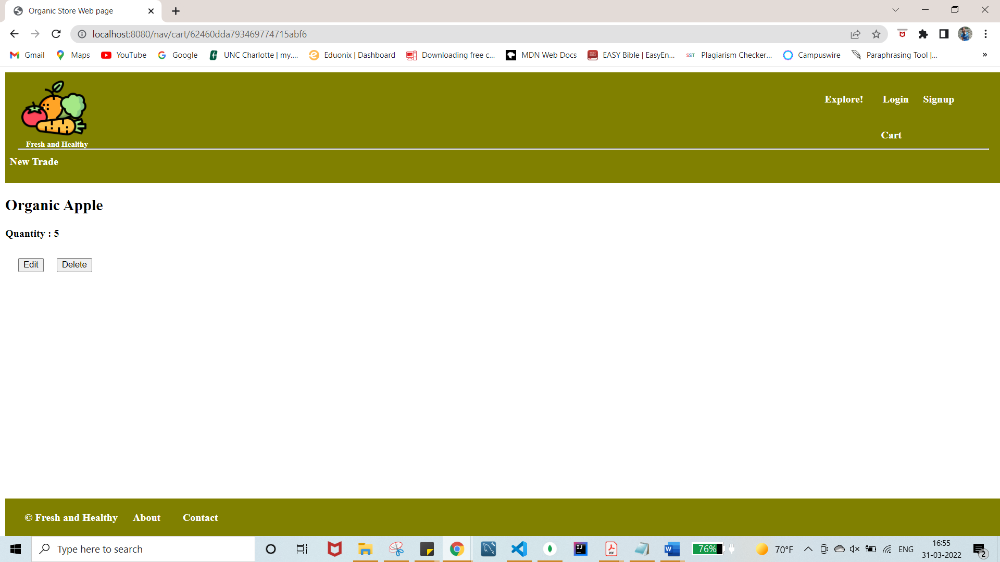 Organic Store Web page
localhost:8080/nav/cart/62460dda793469774715abf6
Gmail Maps YouTube Google UNC Charlotte | my.... Eduonix | Dashboard Downloading free c... MDN Web Docs EASY Bible | EasyEn... SST Plagiarism Checker... Campuswire Paraphrasing Tool |... »
Explore! Login Signup
Cart
Fresh and Healthy
New Trade
Organic Apple
Quantity : 5
Edit Delete
© Fresh and Healthy About Contact
Type here to search
76%
70°F
ENG
16:55
31-03-2022
2